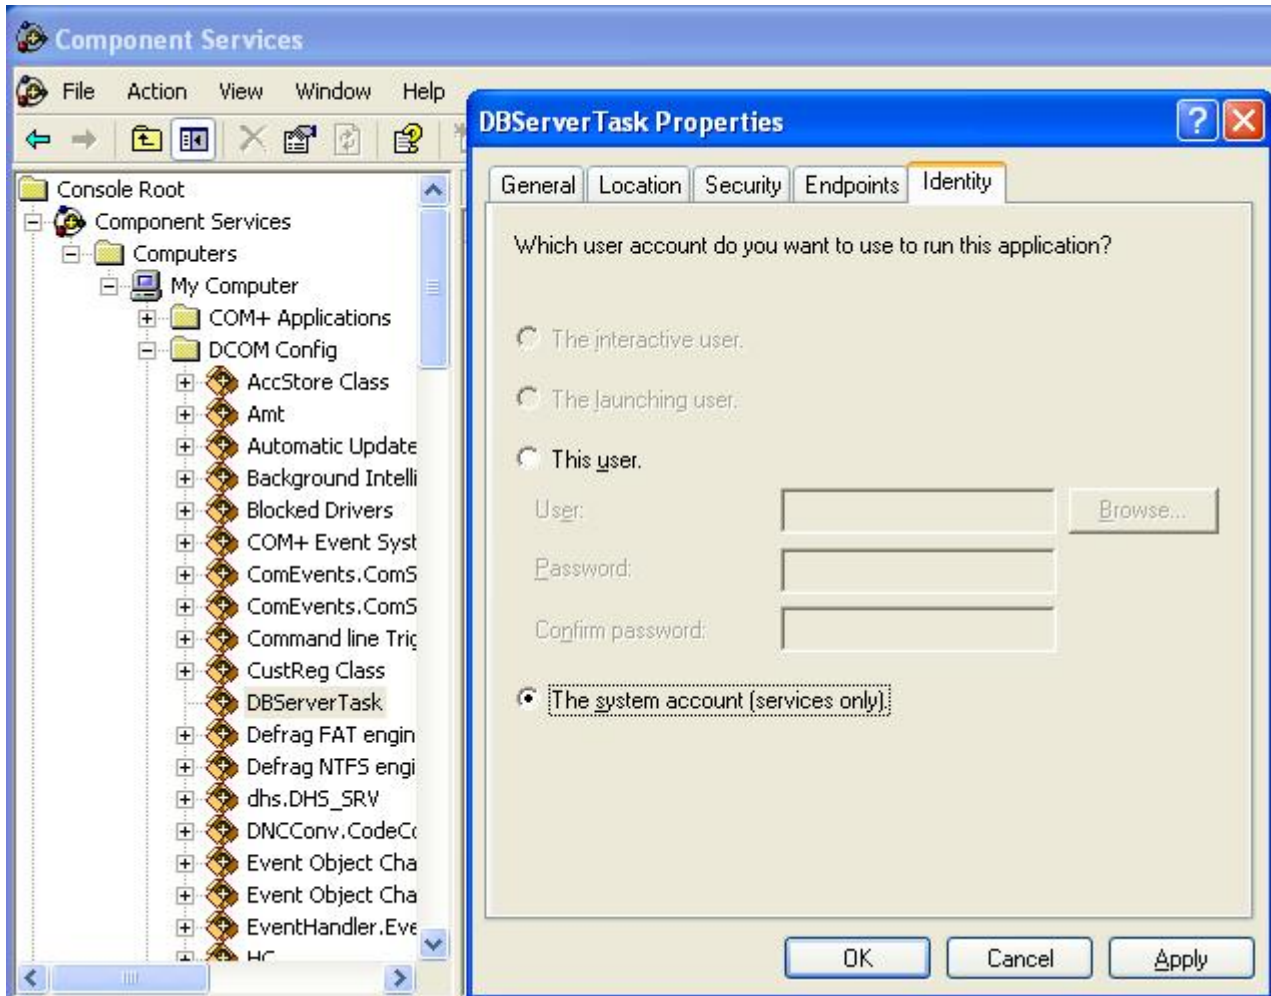 Component Services
File Action View Window Help
Console Root
Component Services
Computers
My Computer
COM+ Applications
DCOM Config
AccStore Class
Amt
Automatic Update
Background Intelli
Blocked Drivers
COM+ Event Syst
ComEvents.ComS
ComEvents.ComS
Command line Trig
CustReg Class
DBServerTask
Defrag FAT engin
Defrag NTFS engi
dhs.DHS_SRV
DNCConv.CodeCo
Event Object Cha
Event Object Cha
EventHandler.Eve
HC
DBServerTask Properties
General Location Security Endpoints Identity
Which user account do you want to use to run this application?
The interactive user.
The launching user.
This user.
User:
Browse...
Password:
Confirm password:
The system account (services only).
OK Cancel Apply